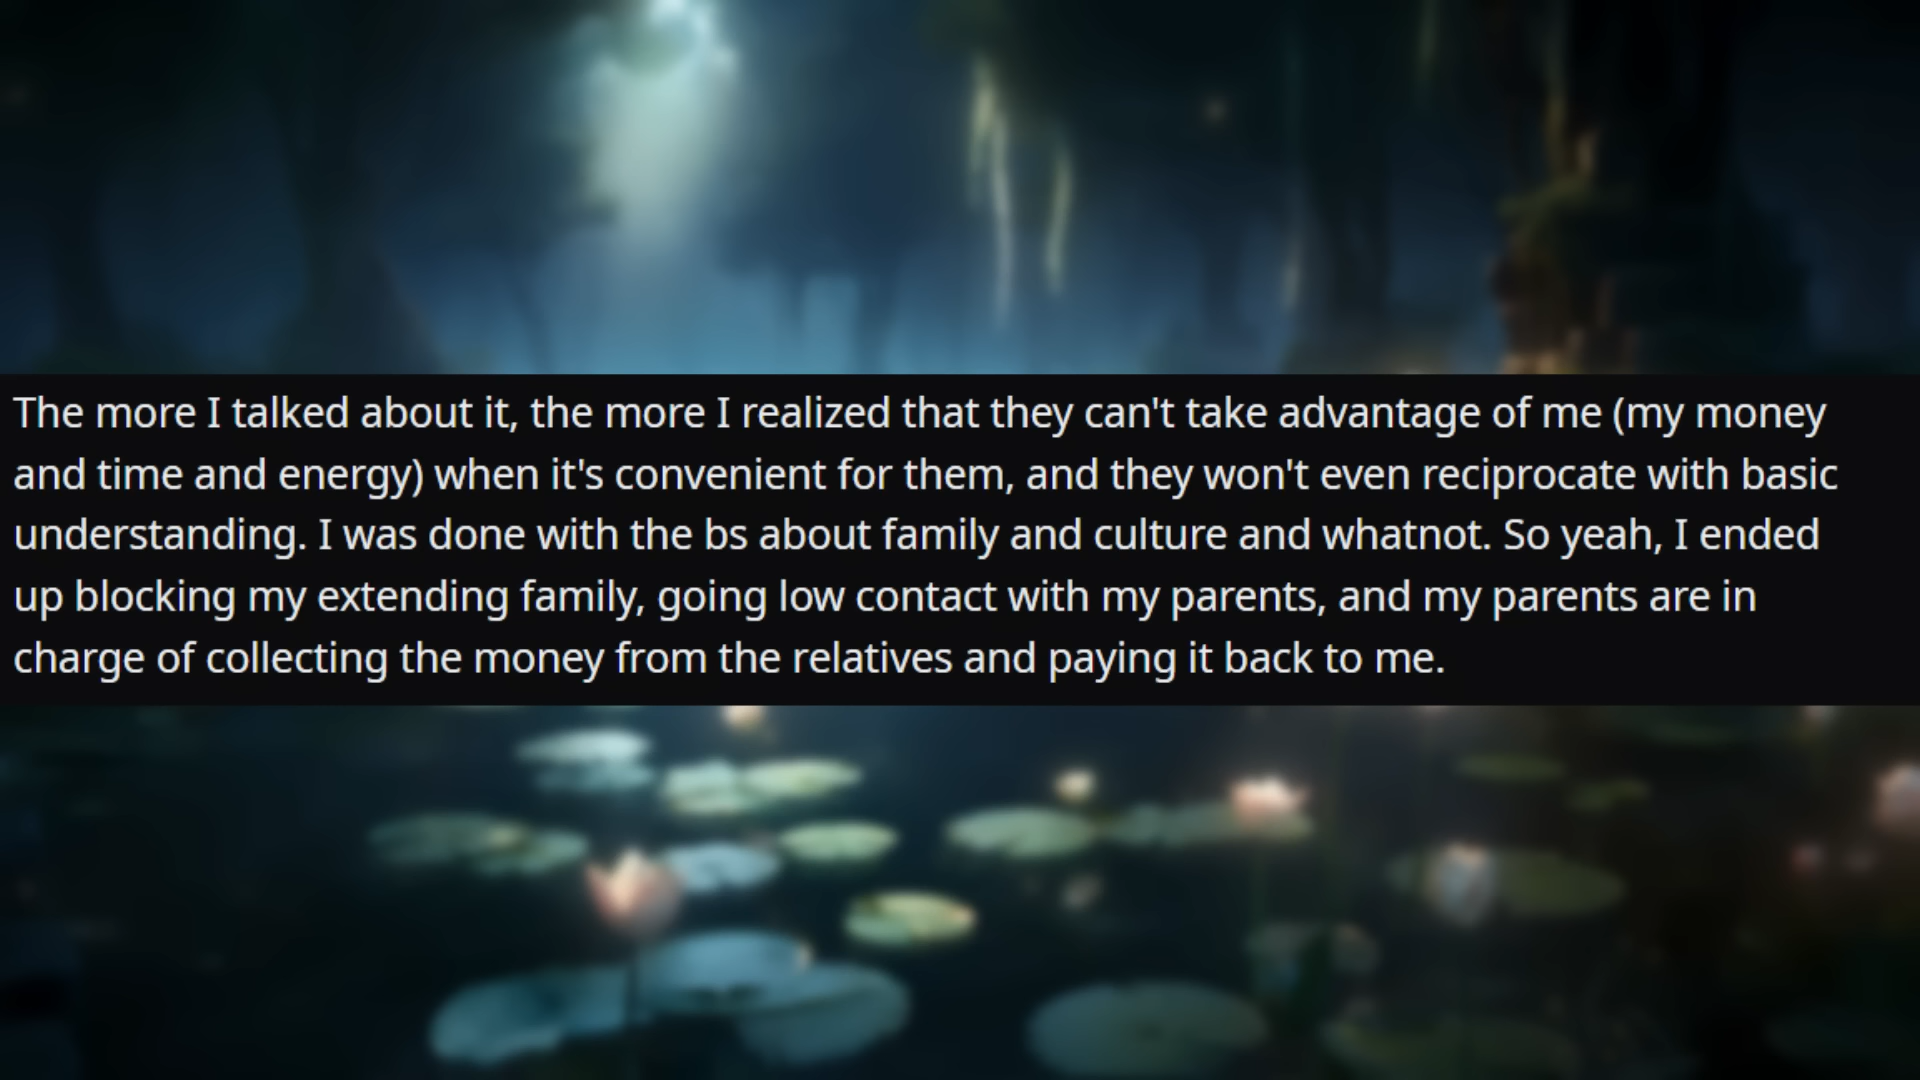 The more I talked about it, the more I realized that they can't take advantage of me (my money
and time and energy) when it's convenient for them, and they won't even reciprocate with basic
understanding. I was done with the bs about family and culture and whatnot. So yeah, I ended
up blocking my extending family, going low contact with my parents, and my parents are in
charge of collecting the money from the relatives and paying it back to me.